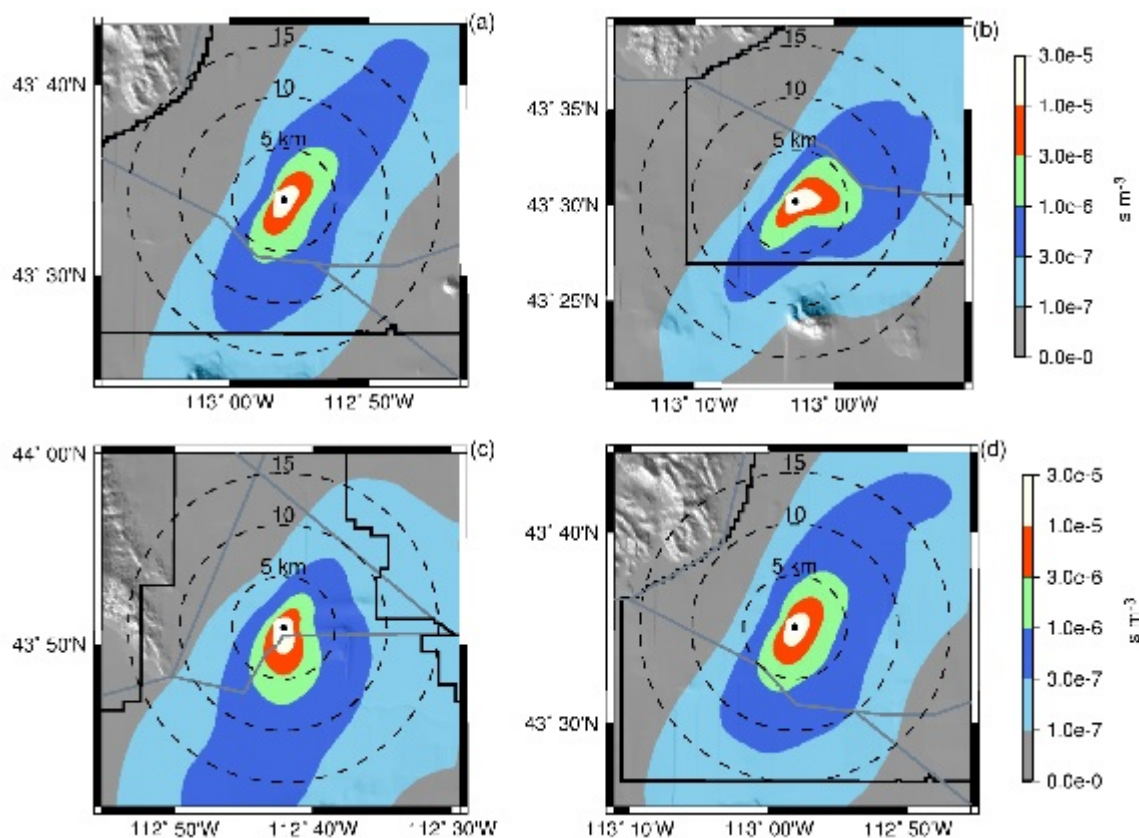 (a)
15
10
5 km
43° 40'N
43° 30'N
113° 00'W 112° 50'W
(b)
15
10
5 km
43° 35'N
43° 30'N
43° 25'N
113° 10'W 113° 00'W
3.0e-5
1.0e-5
3.0e-6
1.0e-6
3.0e-7
1.0e-7
0.0e-0
s m-3
(c)
15
10
5 km
44° 00'N
43° 50'N
112° 50'W 1-2° 40'W 112° 30'W
(d)
15
10
5 km
43° 40'N
43° 30'N
113° 10'W 113° 00'W 112° 50'W
3.0e-5
1.0e-5
3.0e-6
1.0e-6
3.0e-7
1.0e-7
0.0e-0
s m-3